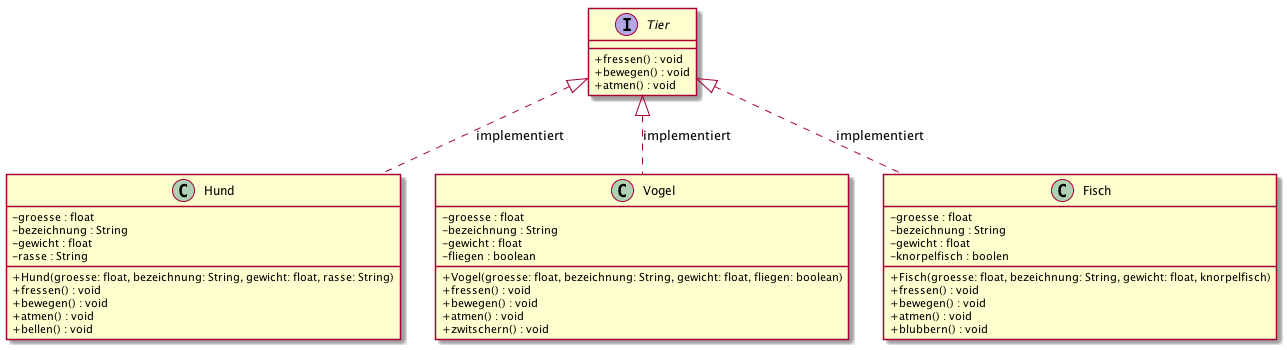 I Tier
+fressen() : void
+bewegen() : void
+atmen() : void
implementiert
implementiert
implementiert
C Hund
-groesse : float
-bezeichnung : String
-gewicht : float
-rasse : String
+Hund(groesse: float, bezeichnung: String, gewicht: float, rasse: String)
+fressen() : void
+bewegen() : void
+atmen() : void
+bellen() : void
C Vogel
-groesse : float
-bezeichnung : String
-gewicht : float
-fliegen : boolean
+Vogel(groesse: float, bezeichnung: String, gewicht: float, fliegen: boolean)
+fressen() : void
+bewegen() : void
+atmen() : void
+zwitschern() : void
C Fisch
-groesse : float
-bezeichnung : String
-gewicht : float
-knorpelfisch : boolen
+Fisch(groesse: float, bezeichnung: String, gewicht: float, knorpelfisch)
+fressen() : void
+bewegen() : void
+atmen() : void
+blubbern() : void